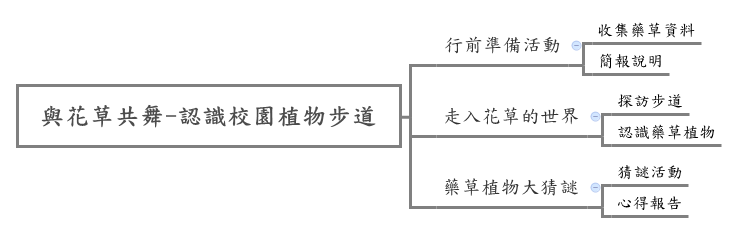 與花草共舞-認識校園植物步道
行前準備活動
收集藥草資料
簡報說明
走入花草的世界
探訪步道
認識藥草植物
藥草植物大猜謎
猜謎活動
心得報告